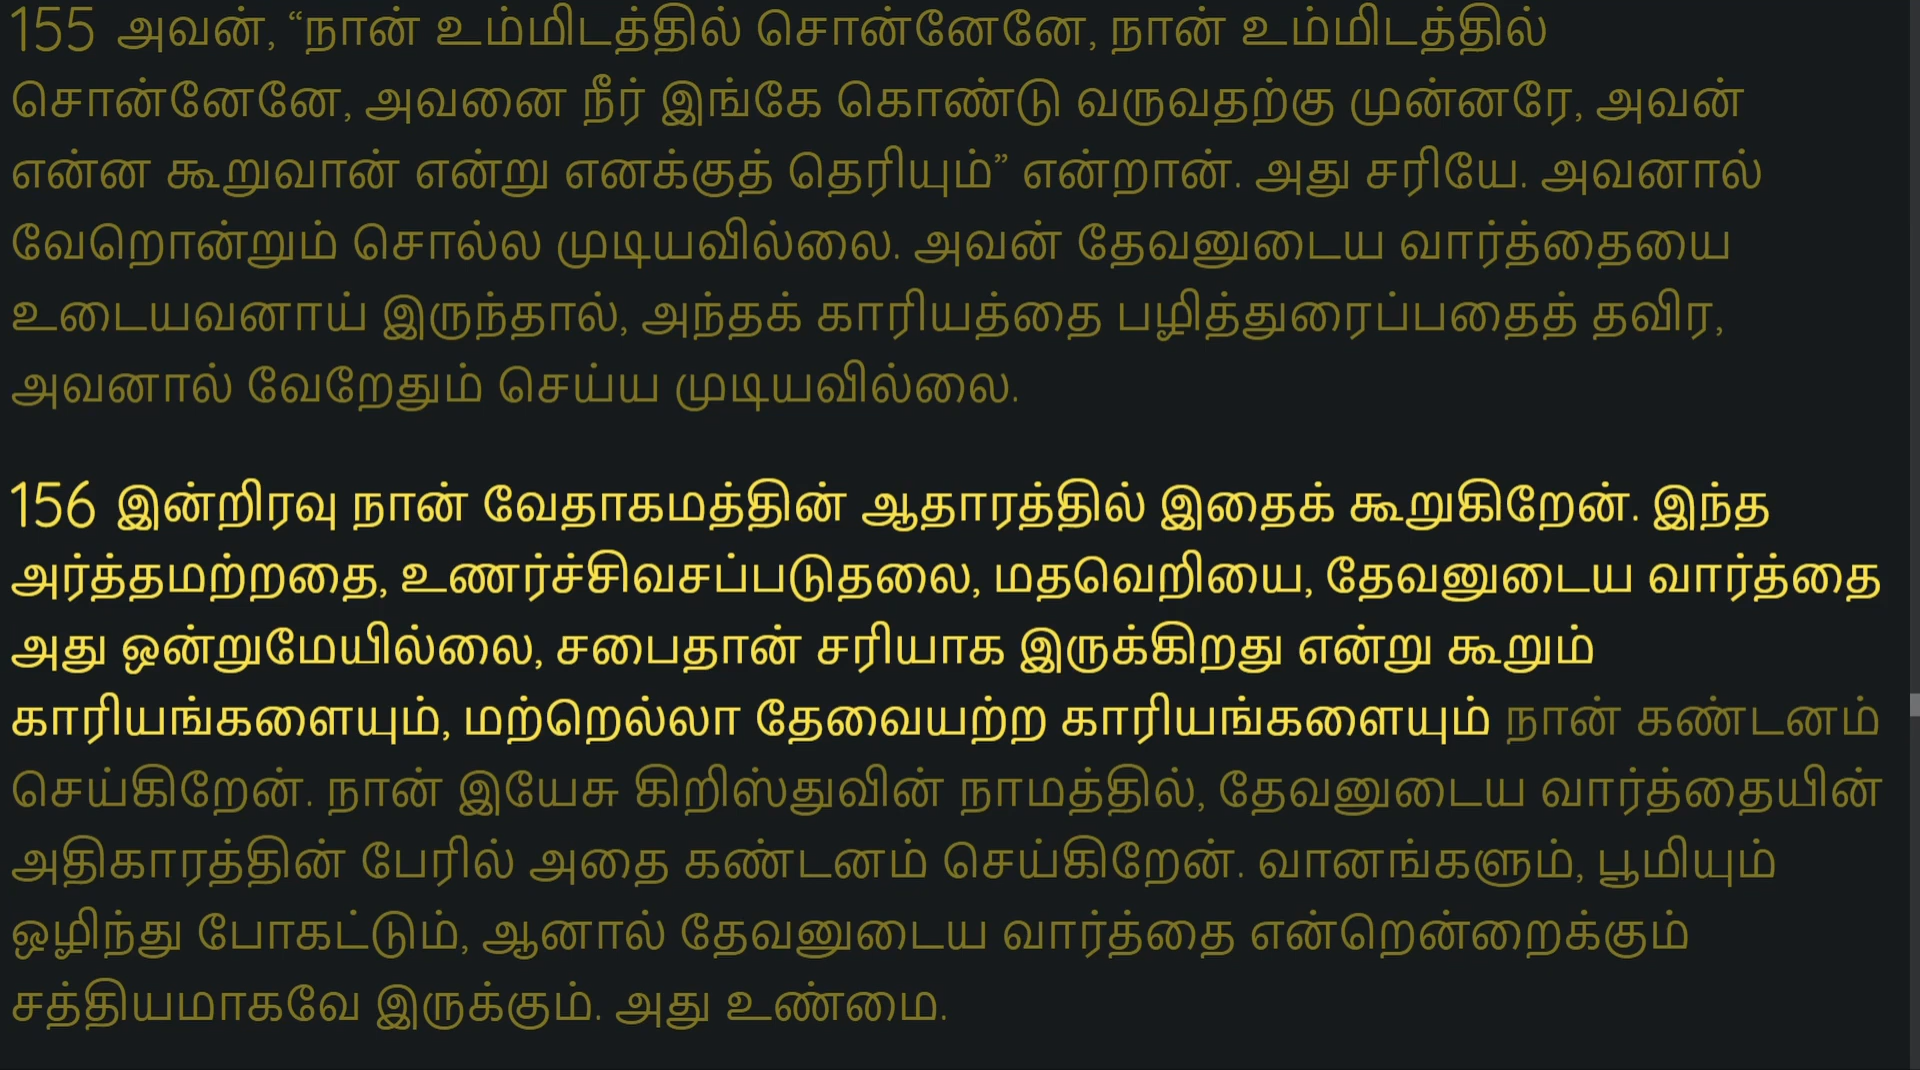 155 அவன், “நான் உம்மிடத்தில் சொன்னேனே, நான் உம்மிடத்தில்
சொன்னேனே, அவனை நீர் இங்கே கொண்டு வருவதற்கு முன்னரே, அவன்
என்ன கூறுவான் என்று எனக்குத் தெரியும்” என்றான். அது சரியே. அவனால்
வேறொன்றும் சொல்ல முடியவில்லை. அவன் தேவனுடைய வார்த்தையை
உடையவனாய் இருந்தால், அந்தக் காரியத்தை பழித்துரைப்பதைத் தவிர,
அவனால் வேறேதும் செய்ய முடியவில்லை.
156 இன்றிரவு நான் வேதாகமத்தின் ஆதாரத்தில் இதைக் கூறுகிறேன். இந்த
அர்த்தமற்றதை, உணர்ச்சிவசப்படுதலை, மதவெறியை, தேவனுடைய வார்த்தை
அது ஒன்றுமேயில்லை, சபைதான் சரியாக இருக்கிறது என்று கூறும்
காரியங்களையும், மற்றெல்லா தேவையற்ற காரியங்களையும் நான் கண்டனம்
செய்கிறேன். நான் இயேசு கிறிஸ்துவின் நாமத்தில், தேவனுடைய வார்த்தையின்
அதிகாரத்தின் பேரில் அதை கண்டனம் செய்கிறேன். வானங்களும், பூமியும்
ஒழிந்து போகட்டும், ஆனால் தேவனுடைய வார்த்தை என்றென்றைக்கும்
சத்தியமாகவே இருக்கும். அது உண்மை.